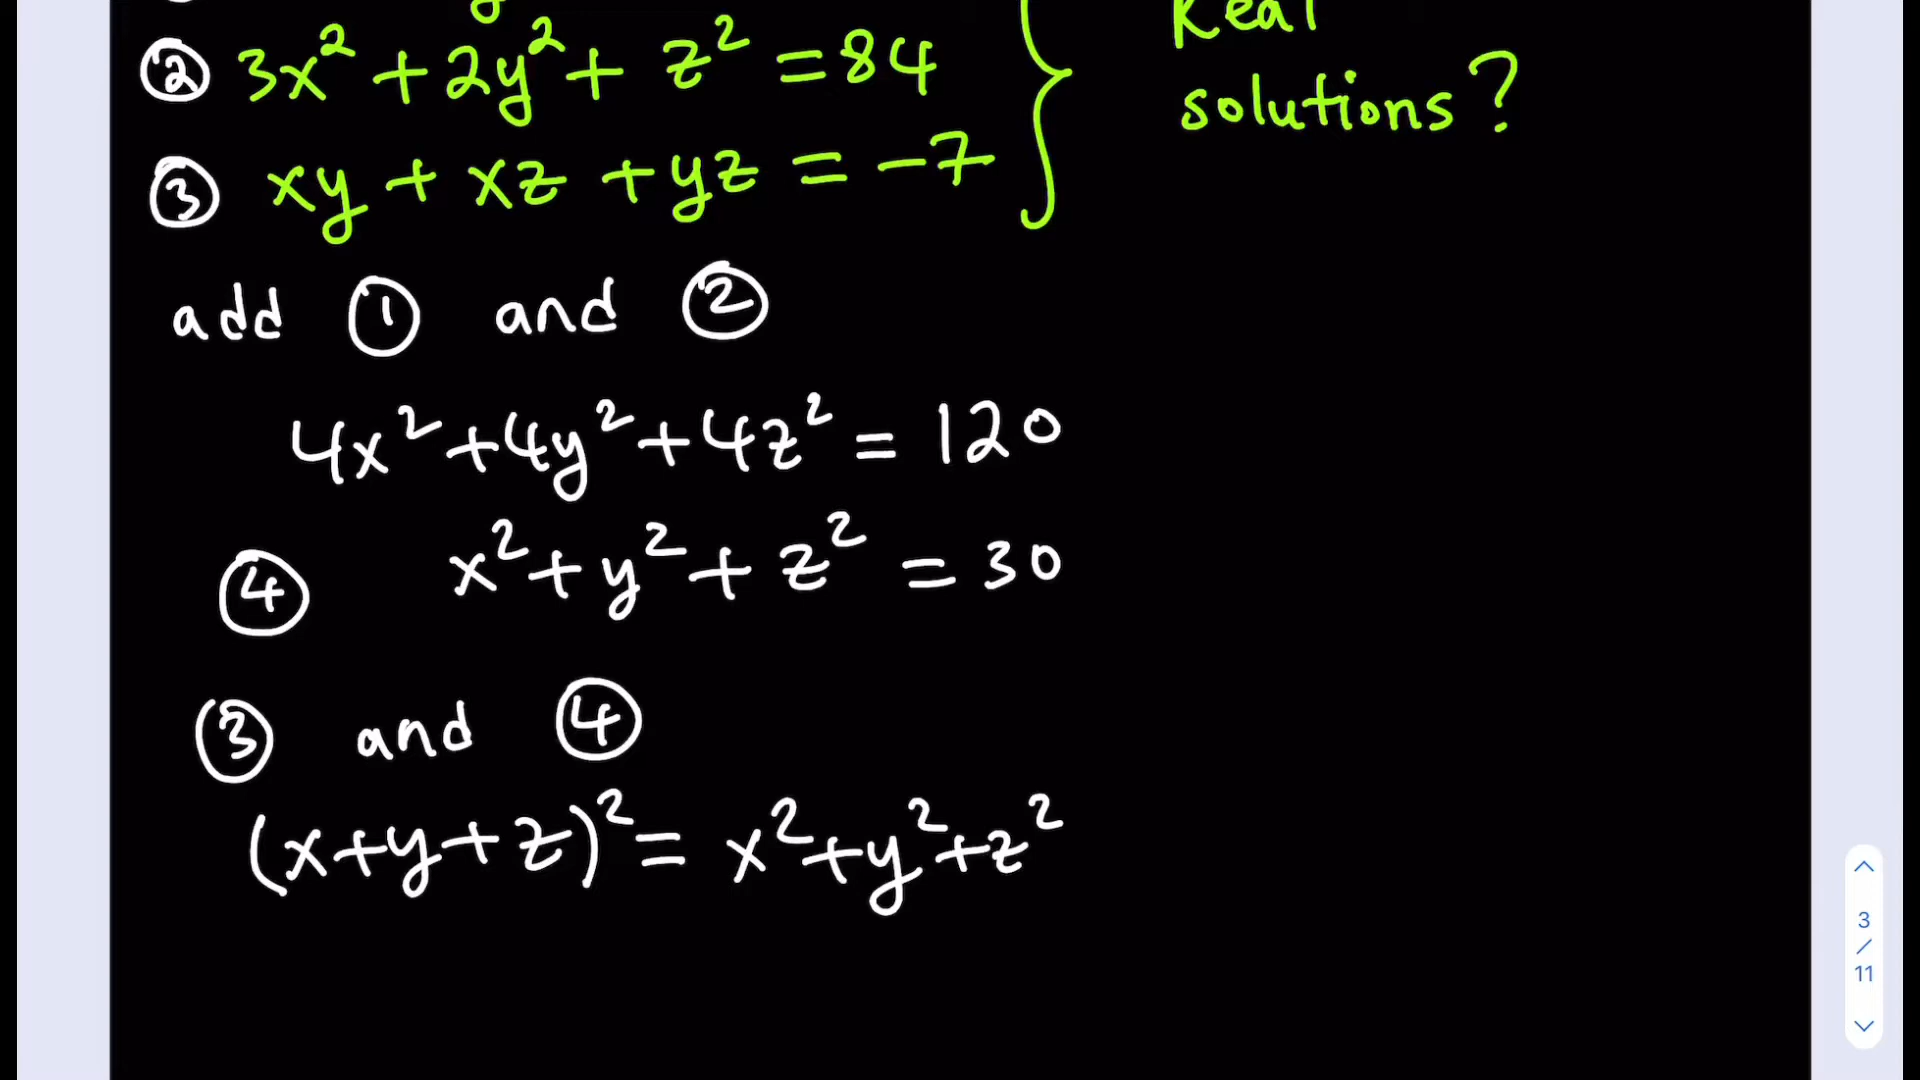 Real
② 3x² + 2y² + z² = 84
solutions?
③ xy + xz + yz = -7
add ① and ②
4x² + 4y² + 4z² = 120
④ x² + y² + z² = 30
③ and ④
(x+y+z)² = x²+y²+z²
3
/
11